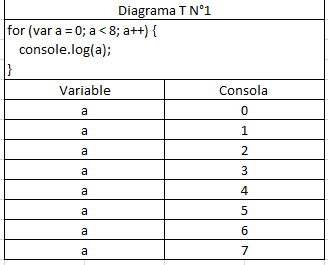 Diagrama T N°1
for (var a = 0; a < 8; a++) {
console.log(a);
}
Variable Consola
a 0
a 1
a 2
a 3
a 4
a 5
a 6
a 7